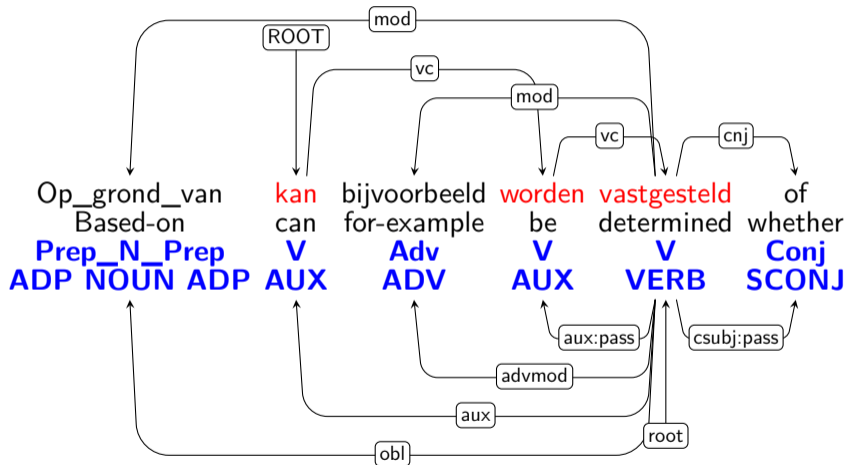 mod
ROOT
vc
mod
vc cnj
Op_grond_van kan bijvoorbeeld worden vastgesteld of
Based-on can for-example be determined whether
Prep_N_Prep V Adv V V Conj
ADP NOUN ADP AUX ADV AUX VERB SCONJ
aux:pass csubj:pass
advmod
aux
root
obl